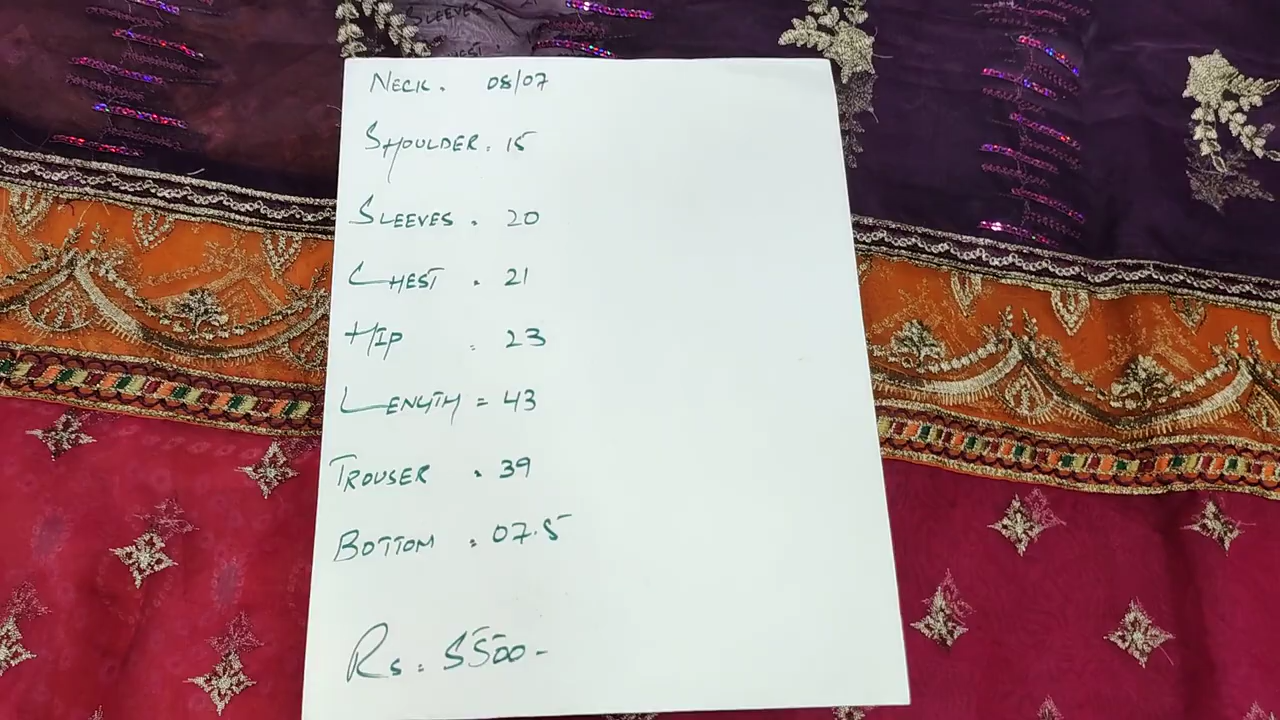 NECK. 08/07
SHOULDER: 15
SLEEVES. 20
CHEST. 21
HIP = 23
LENGTH = 43
TROUSER. 39
BOTTOM: 07.5
Rs: 5500-
SLEEVES